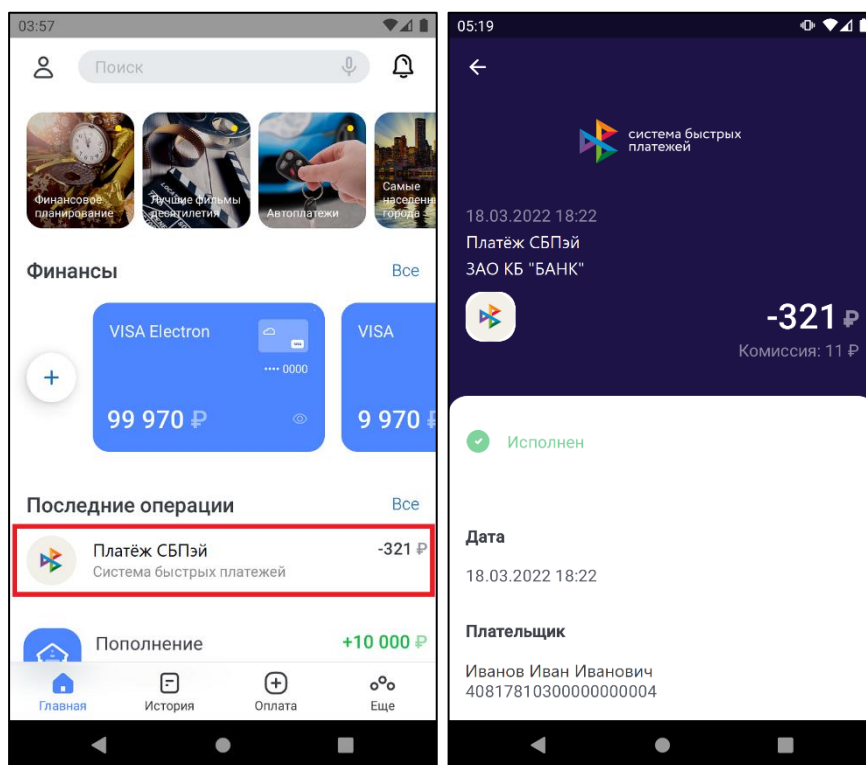 03:57
Поиск
Финансовое
планирование
Лучшие фильмы
десятилетия
Автоплатежи
Самые
населенн
города
Финансы
Все
VISA Electron
•••• 0000
99 970 ₽
VISA
9 970 ₽
Последние операции
Все
Платёж СБПэй
-321 ₽
Система быстрых платежей
Пополнение
+10 000 ₽
Главная
История
Оплата
Еще
05:19
система быстрых
платежей
18.03.2022 18:22
Платёж СБПэй
ЗАО КБ "БАНК"
-321 ₽
Комиссия: 11 ₽
Исполнен
Дата
18.03.2022 18:22
Плательщик
Иванов Иван Иванович
40817810300000000004